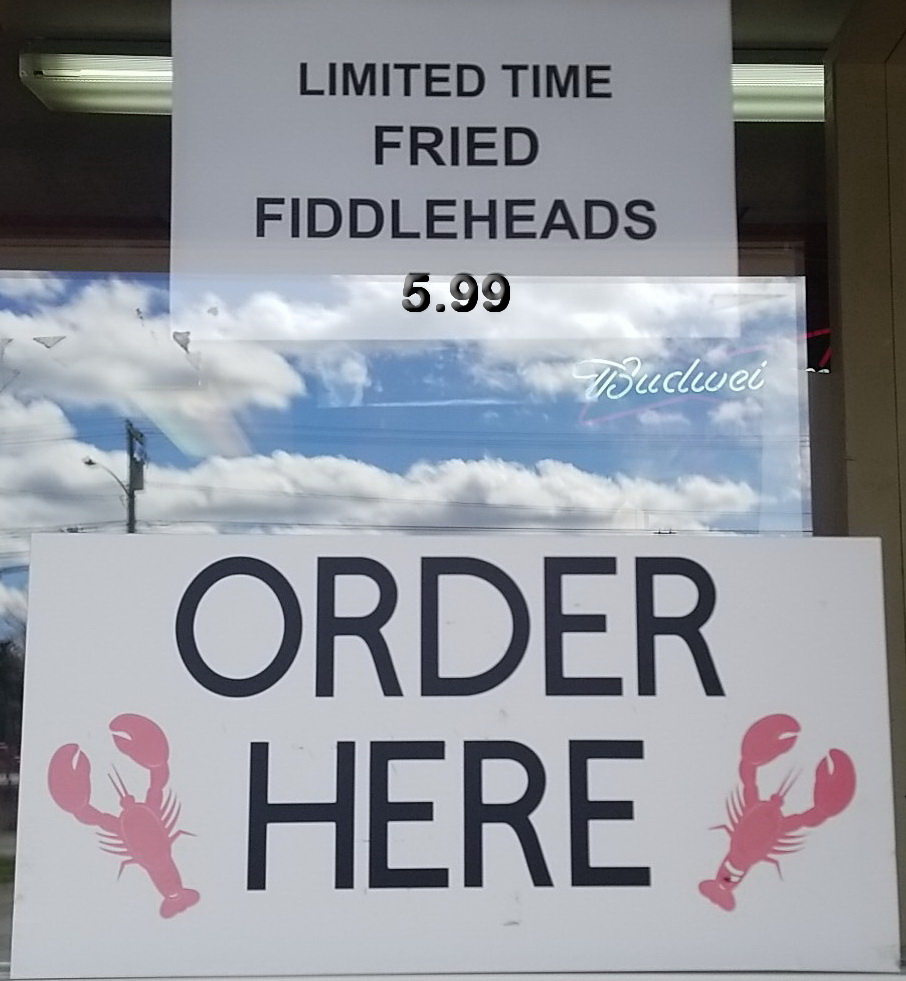 LIMITED TIME
FRIED
FIDDLEHEADS
5.99
Budwei
ORDER
HERE